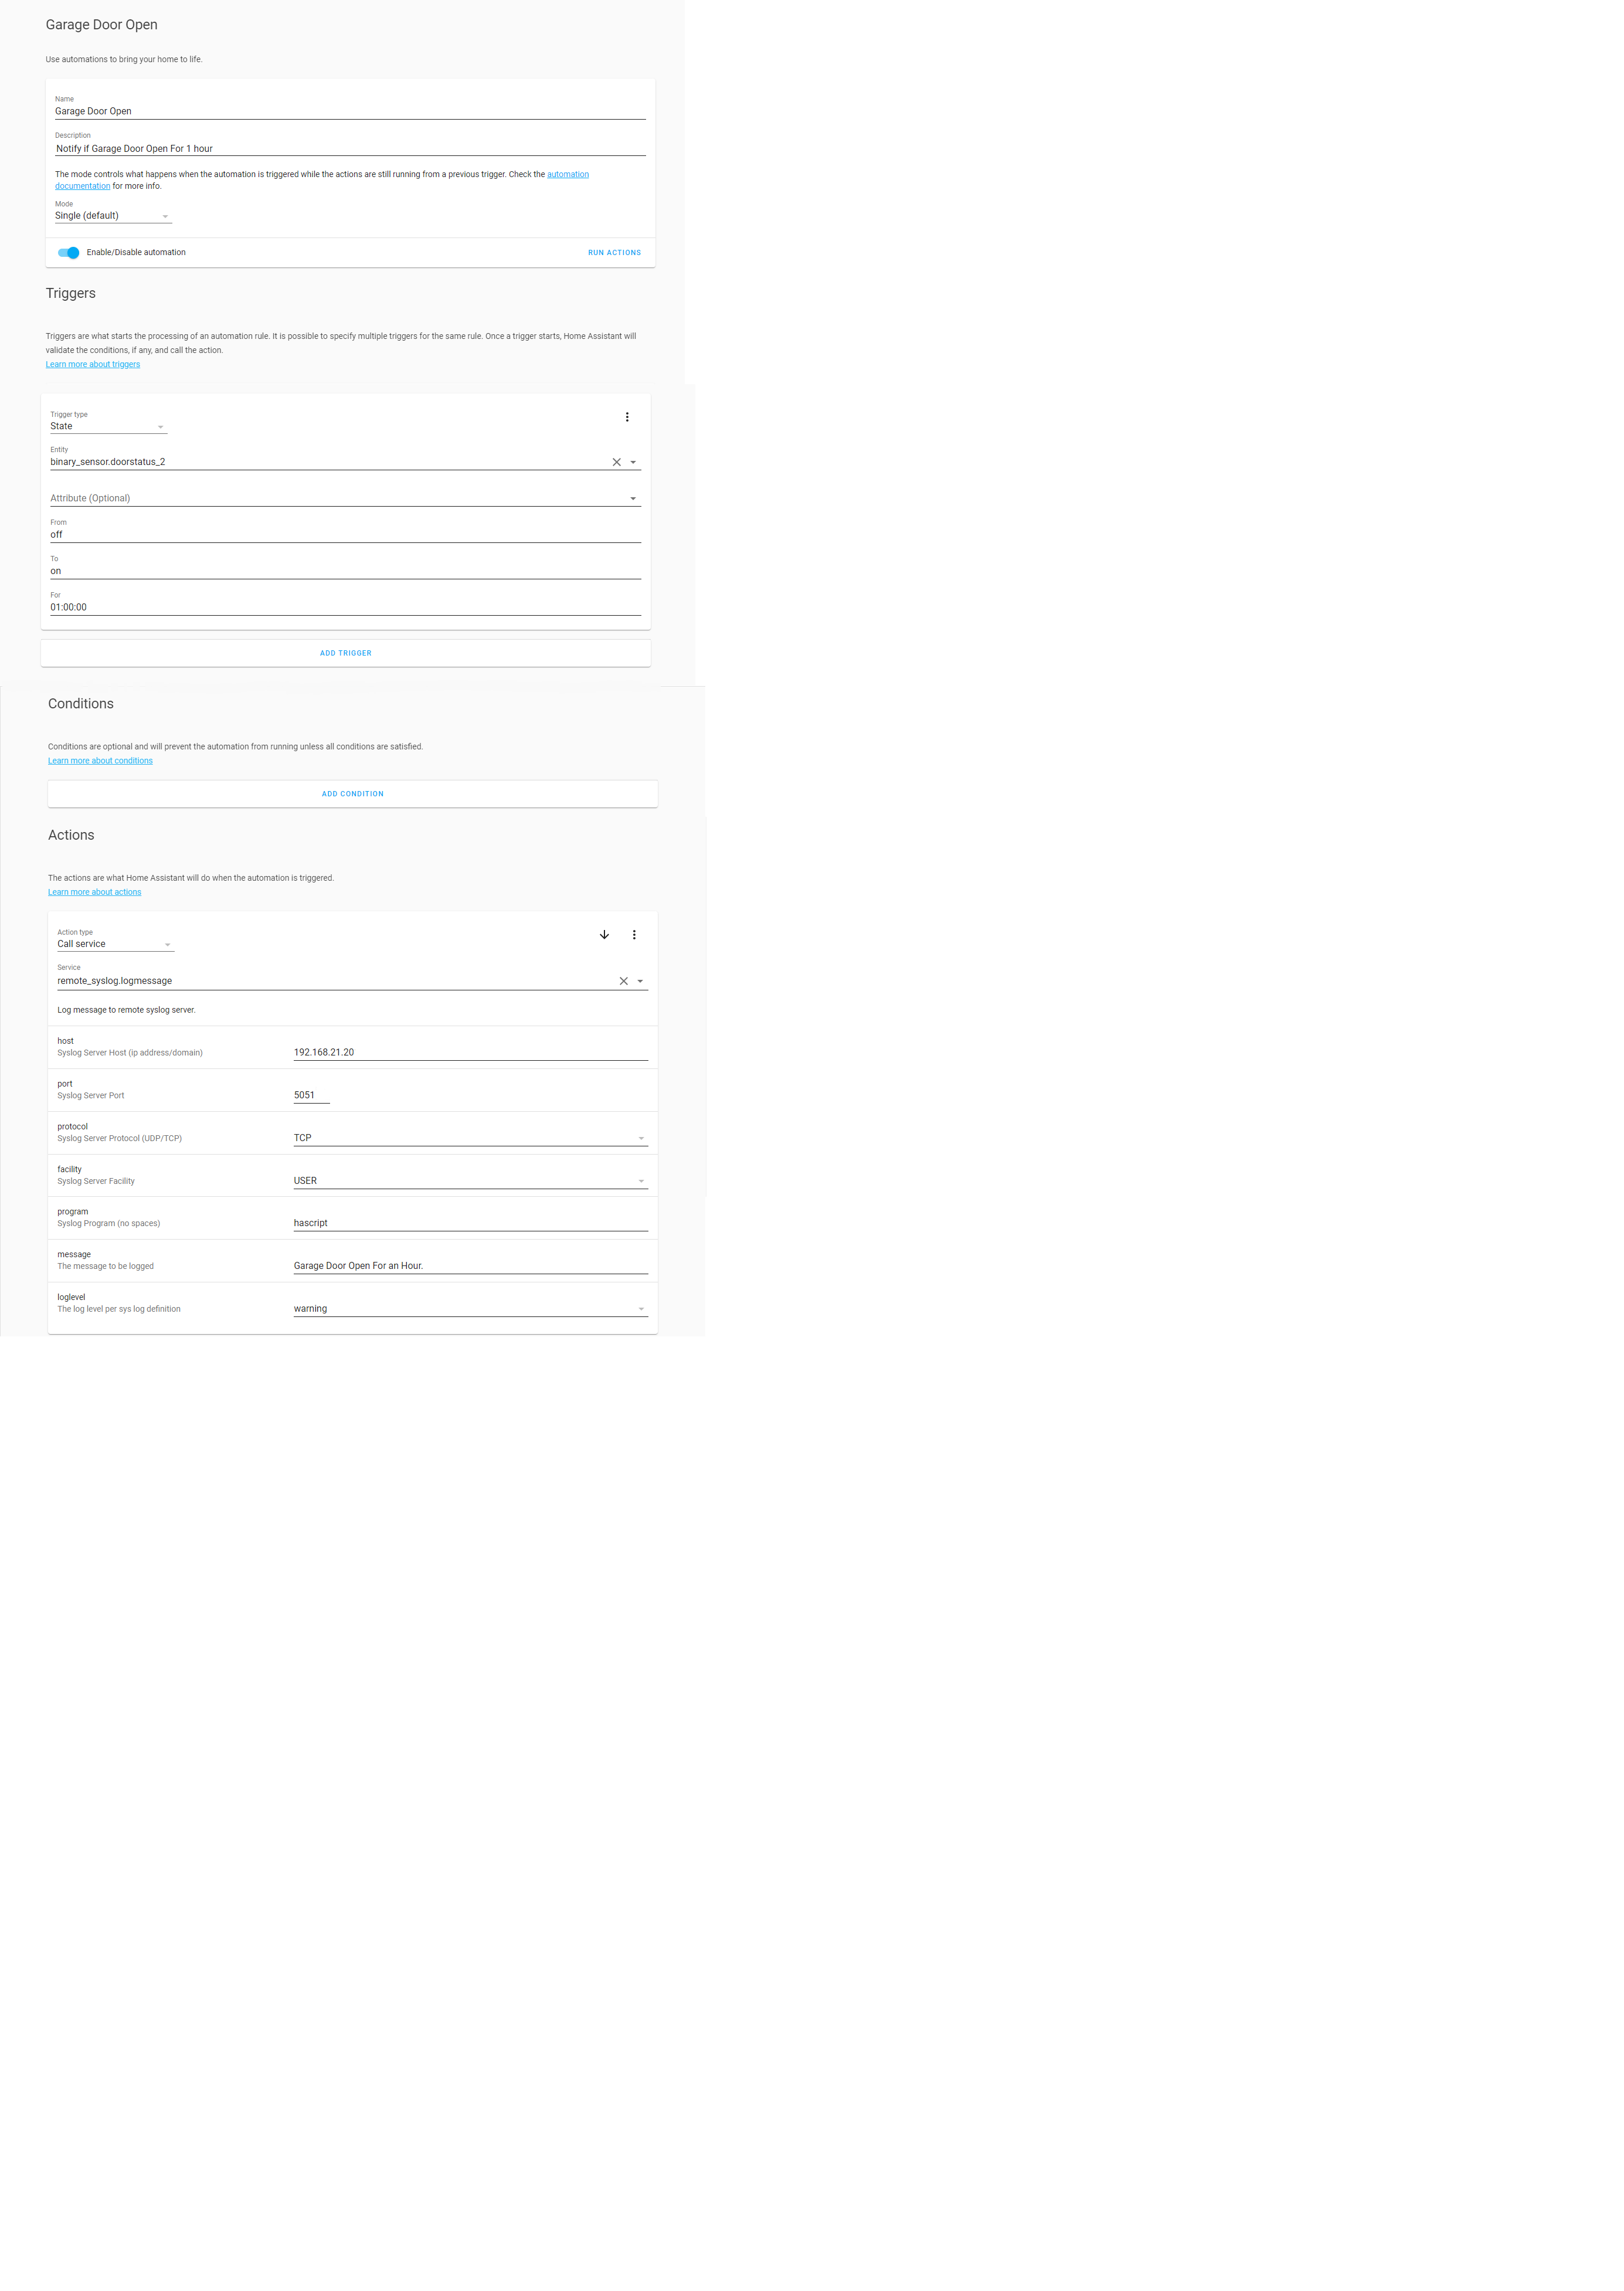 Garage Door Open
Use automations to bring your home to life.
Name
Garage Door Open
Description
Notify if Garage Door Open For 1 hour
The mode controls what happens when the automation is triggered while the actions are still running from a previous trigger. Check the automation
documentation for more info.
Mode
Single (default)
Enable/Disable automation
RUN ACTIONS
Triggers
Triggers are what starts the processing of an automation rule. It is possible to specify multiple triggers for the same rule. Once a trigger starts, Home Assistant will
validate the conditions, if any, and call the action.
Learn more about triggers
Trigger type
State
Entity
binary_sensor.doorstatus_2
Attribute (Optional)
From
off
To
on
For
01:00:00
ADD TRIGGER
Conditions
Conditions are optional and will prevent the automation from running unless all conditions are satisfied.
Learn more about conditions
ADD CONDITION
Actions
The actions are what Home Assistant will do when the automation is triggered.
Learn more about actions
Action type
Call service
Service
remote_syslog.logmessage
Log message to remote syslog server.
host
Syslog Server Host (ip address/domain)
192.168.21.20
port
Syslog Server Port
5051
protocol
Syslog Server Protocol (UDP/TCP)
TCP
facility
Syslog Server Facility
USER
program
Syslog Program (no spaces)
hascript
message
The message to be logged
Garage Door Open For an Hour.
loglevel
The log level per sys log definition
warning